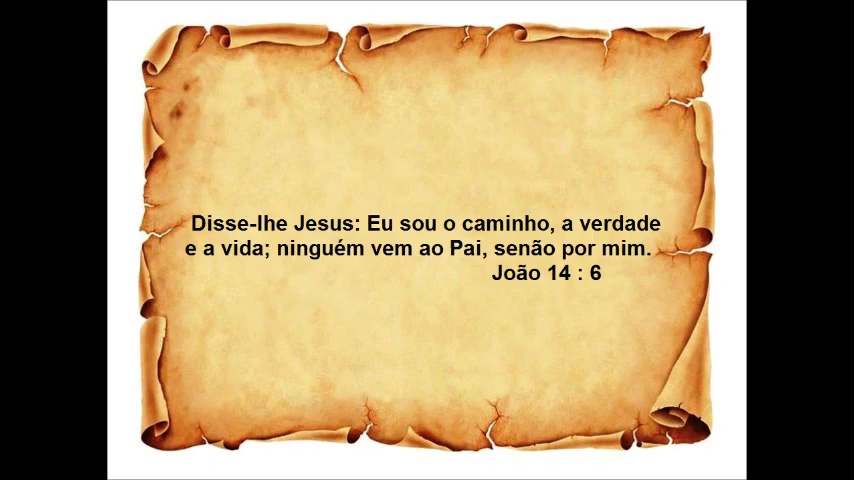 Disse-lhe Jesus: Eu sou o caminho, a verdade
e a vida; ninguém vem ao Pai, senão por mim.
João 14 : 6